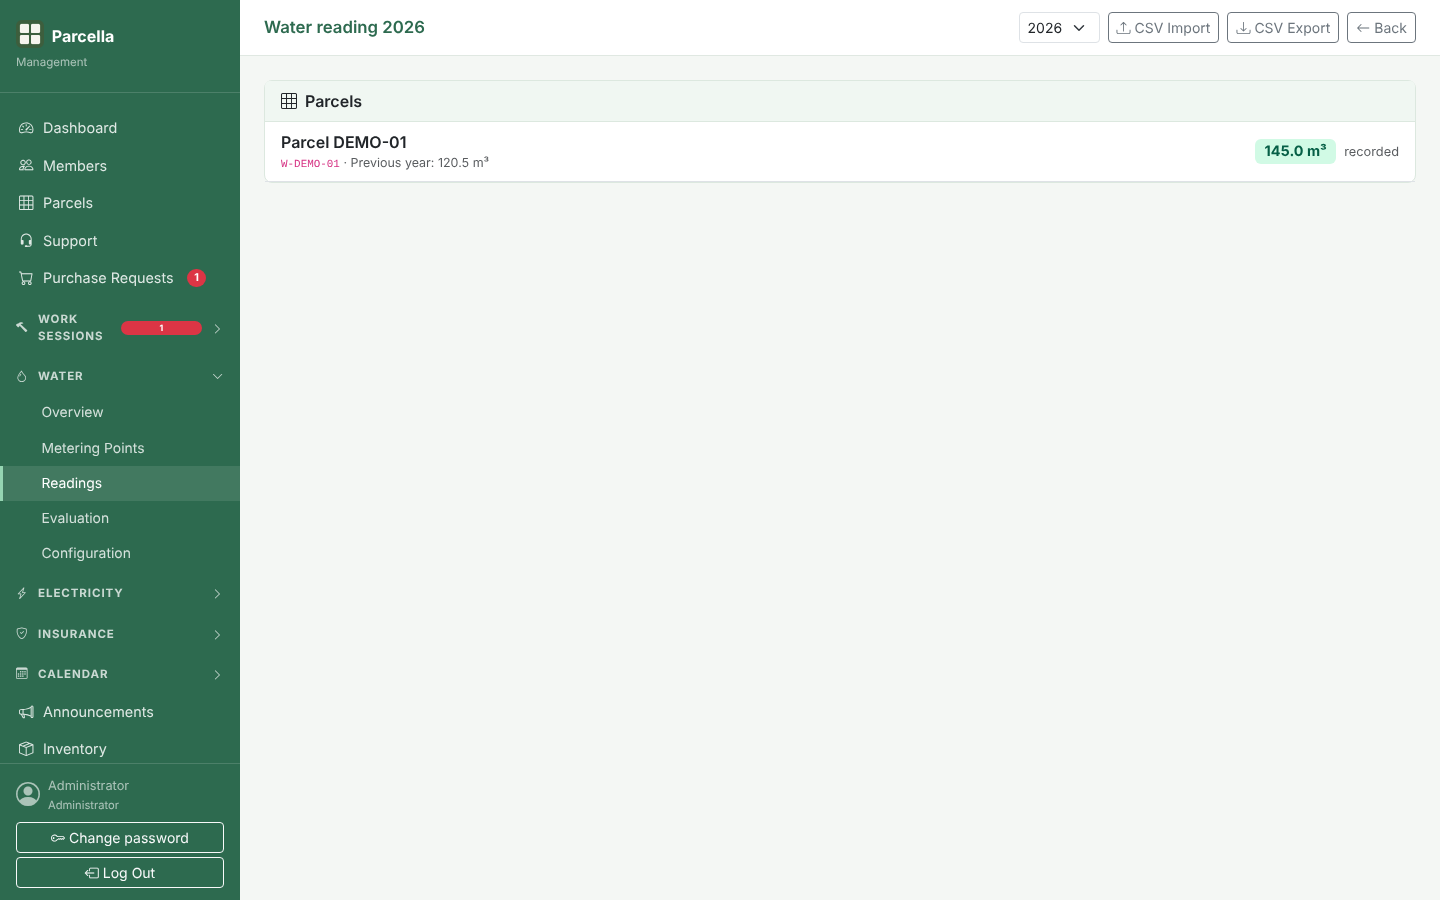 Parcella
Management
Dashboard
Members
Parcels
Support
Purchase Requests 1
WORK
SESSIONS
1
WATER
Overview
Metering Points
Readings
Evaluation
Configuration
ELECTRICITY
INSURANCE
CALENDAR
Announcements
Inventory
Administrator
Administrator
Change password
Log Out
Water reading 2026
2026
CSV Import
CSV Export
Back
Parcels
Parcel DEMO-01
W-DEMO-01 · Previous year: 120.5 m³
145.0 m³ recorded